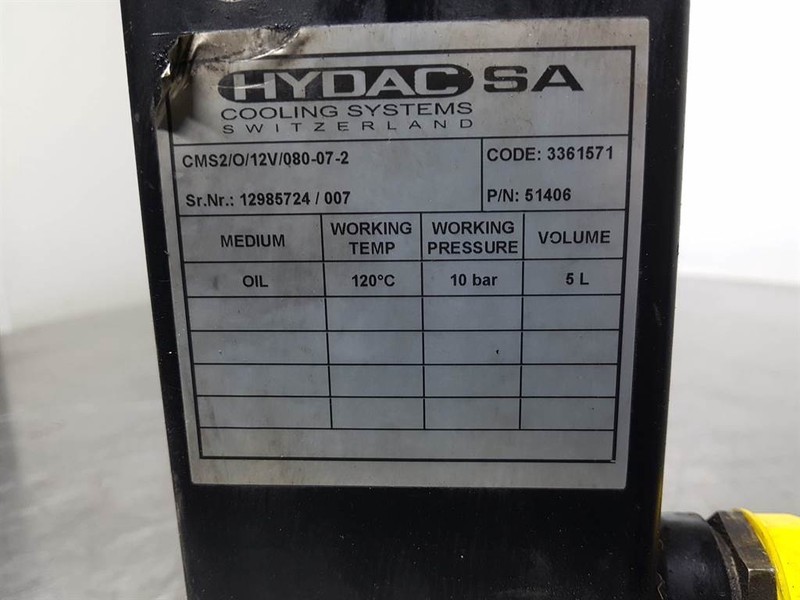 HYDAC SA
COOLING SYSTEMS
SWITZERLAND
CMS2/O/12V/080-07-2
CODE: 3361571
Sr.Nr.: 12985724 / 007
P/N: 51406
MEDIUM
WORKING TEMP
WORKING PRESSURE
VOLUME
OIL
120°C
10 bar
5 L